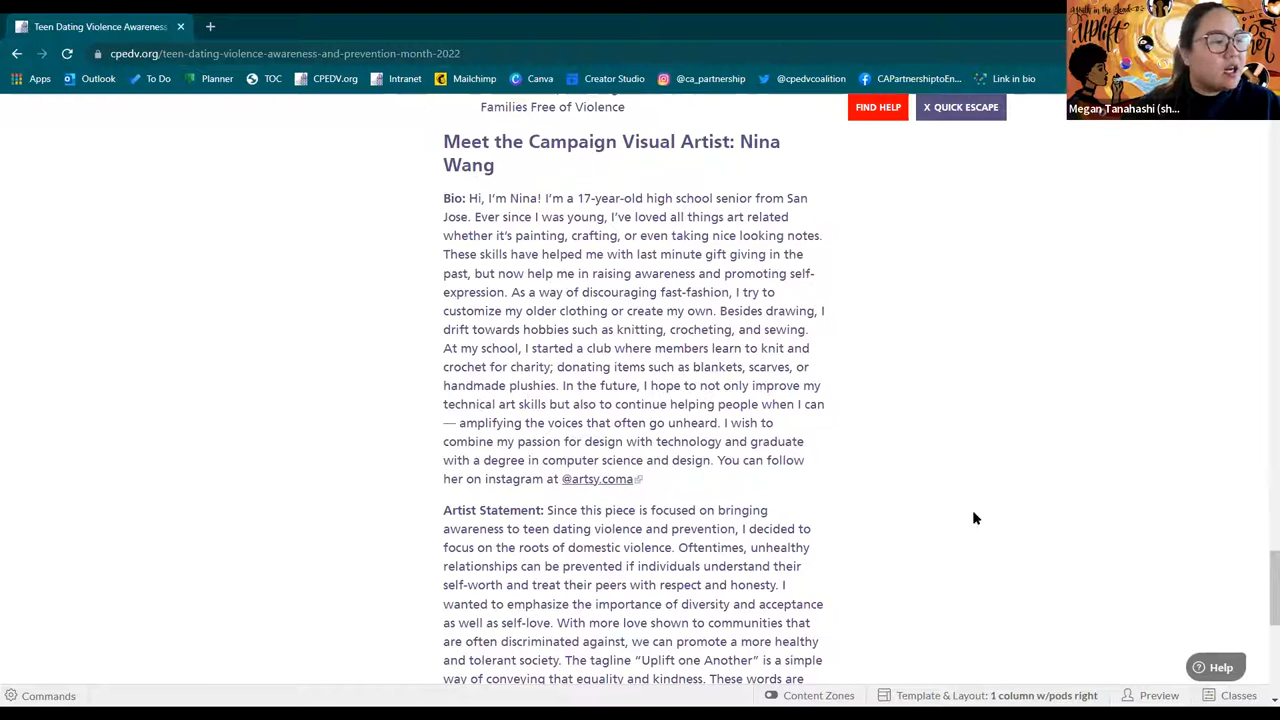 Teen Dating Violence Awareness
cpedv.org/teen-dating-violence-awareness-and-prevention-month-2022
Apps Outlook To Do Planner TOC CPEDV.org Intranet Mailchimp Canva Creator Studio @ca_partnership @cpedvcoalition CAPartnershiptoEn... Link in bio
Uplift
Megan Tanahashi (sh...
Families Free of Violence
FIND HELP
X QUICK ESCAPE
Meet the Campaign Visual Artist: Nina
Wang
Bio: Hi, I'm Nina! I'm a 17-year-old high school senior from San
Jose. Ever since I was young, I've loved all things art related
whether it's painting, crafting, or even taking nice looking notes.
These skills have helped me with last minute gift giving in the
past, but now help me in raising awareness and promoting self-
expression. As a way of discouraging fast-fashion, I try to
customize my older clothing or create my own. Besides drawing, I
drift towards hobbies such as knitting, crocheting, and sewing.
At my school, I started a club where members learn to knit and
crochet for charity; donating items such as blankets, scarves, or
handmade plushies. In the future, I hope to not only improve my
technical art skills but also to continue helping people when I can
— amplifying the voices that often go unheard. I wish to
combine my passion for design with technology and graduate
with a degree in computer science and design. You can follow
her on instagram at @artsy.coma
Artist Statement: Since this piece is focused on bringing
awareness to teen dating violence and prevention, I decided to
focus on the roots of domestic violence. Oftentimes, unhealthy
relationships can be prevented if individuals understand their
self-worth and treat their peers with respect and honesty. I
wanted to emphasize the importance of diversity and acceptance
as well as self-love. With more love shown to communities that
are often discriminated against, we can promote a more healthy
and tolerant society. The tagline “Uplift one Another” is a simple
way of conveying that equality and kindness. These words are
Help
Commands
Content Zones
Template & Layout: 1 column w/pods right
Preview
Classes